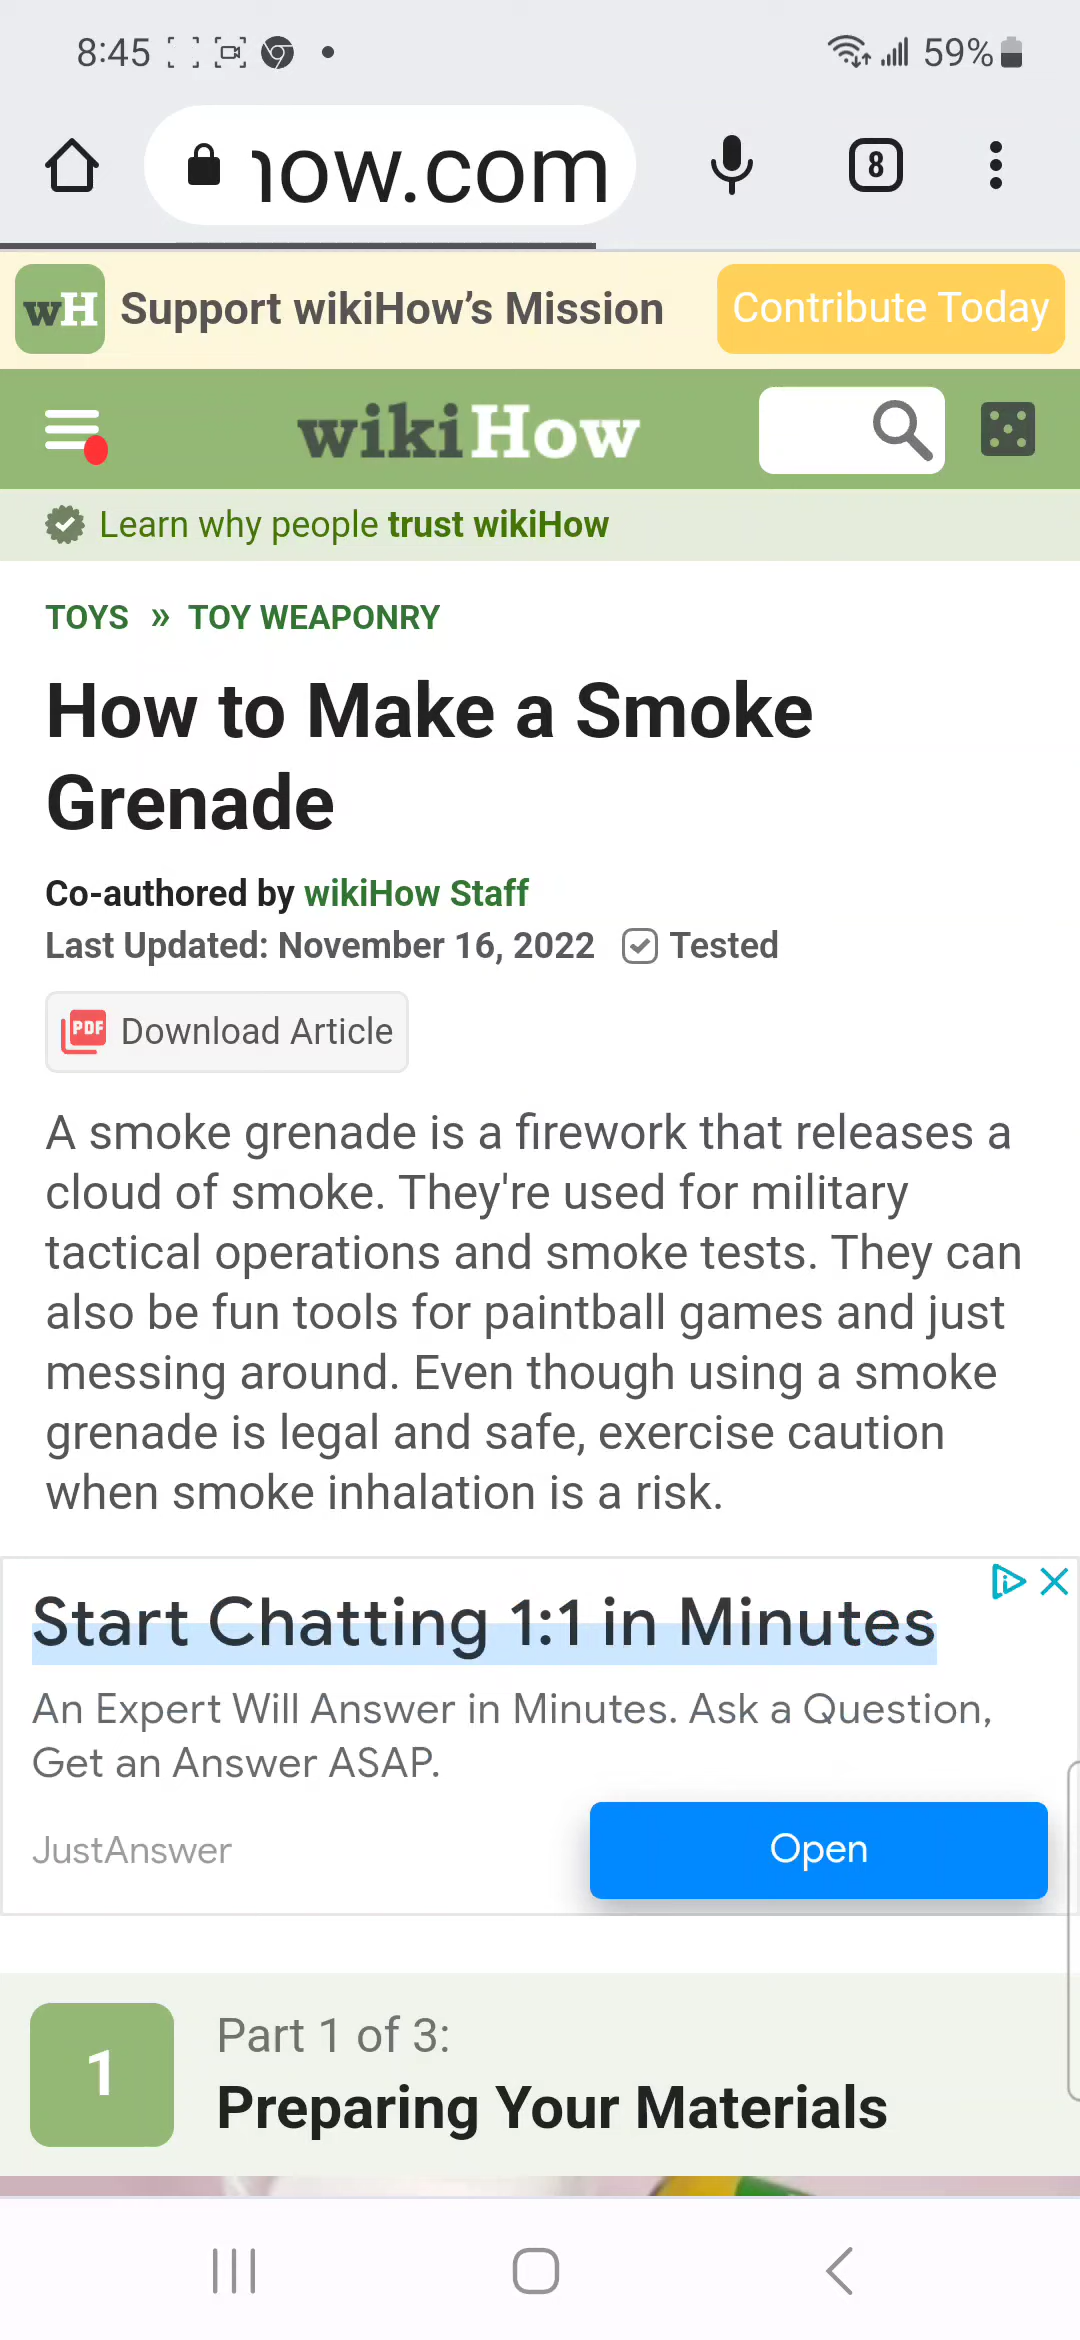 8:45
59%
now.com
8
wH Support wikiHow’s Mission Contribute Today
wikiHow
Learn why people trust wikiHow
TOYS » TOY WEAPONRY
How to Make a Smoke
Grenade
Co-authored by wikiHow Staff
Last Updated: November 16, 2022 Tested
PDF Download Article
A smoke grenade is a firework that releases a
cloud of smoke. They're used for military
tactical operations and smoke tests. They can
also be fun tools for paintball games and just
messing around. Even though using a smoke
grenade is legal and safe, exercise caution
when smoke inhalation is a risk.
Start Chatting 1:1 in Minutes
An Expert Will Answer in Minutes. Ask a Question,
Get an Answer ASAP.
JustAnswer
Open
1
Part 1 of 3:
Preparing Your Materials